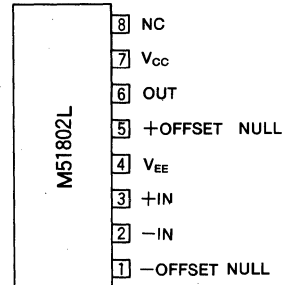 M51802L
8 NC
7 Vcc
6 OUT
5 +OFFSET NULL
4 VEE
3 +IN
2 −IN
1 −OFFSET NULL